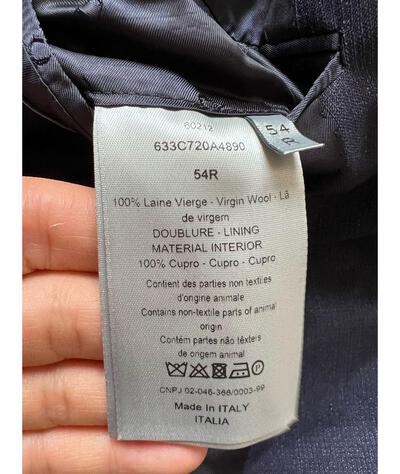 60212
54
R
633C720A4890
54R
100% Laine Vierge - Virgin Wool - Lã
de virgem
DOUBLURE - LINING
MATERIAL INTERIOR
100% Cupro - Cupro - Cupro
Contient des parties non textiles
d'origine animale
Contains non-textile parts of animal
origin
Contém partes não têxteis
de origem animal
P
CNPJ 02-046-368/0003-99
Made In ITALY
ITALIA